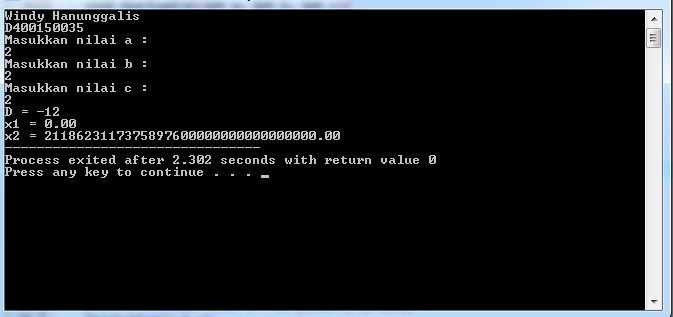 Windy Hanunggalis
D400150035
Masukkan nilai a :
2
Masukkan nilai b :
2
Masukkan nilai c :
2
D = -12
x1 = 0.00
x2 = 21186231173758976000000000000000000.00
--------------------------------
Process exited after 2.302 seconds with return value 0
Press any key to continue . . . _